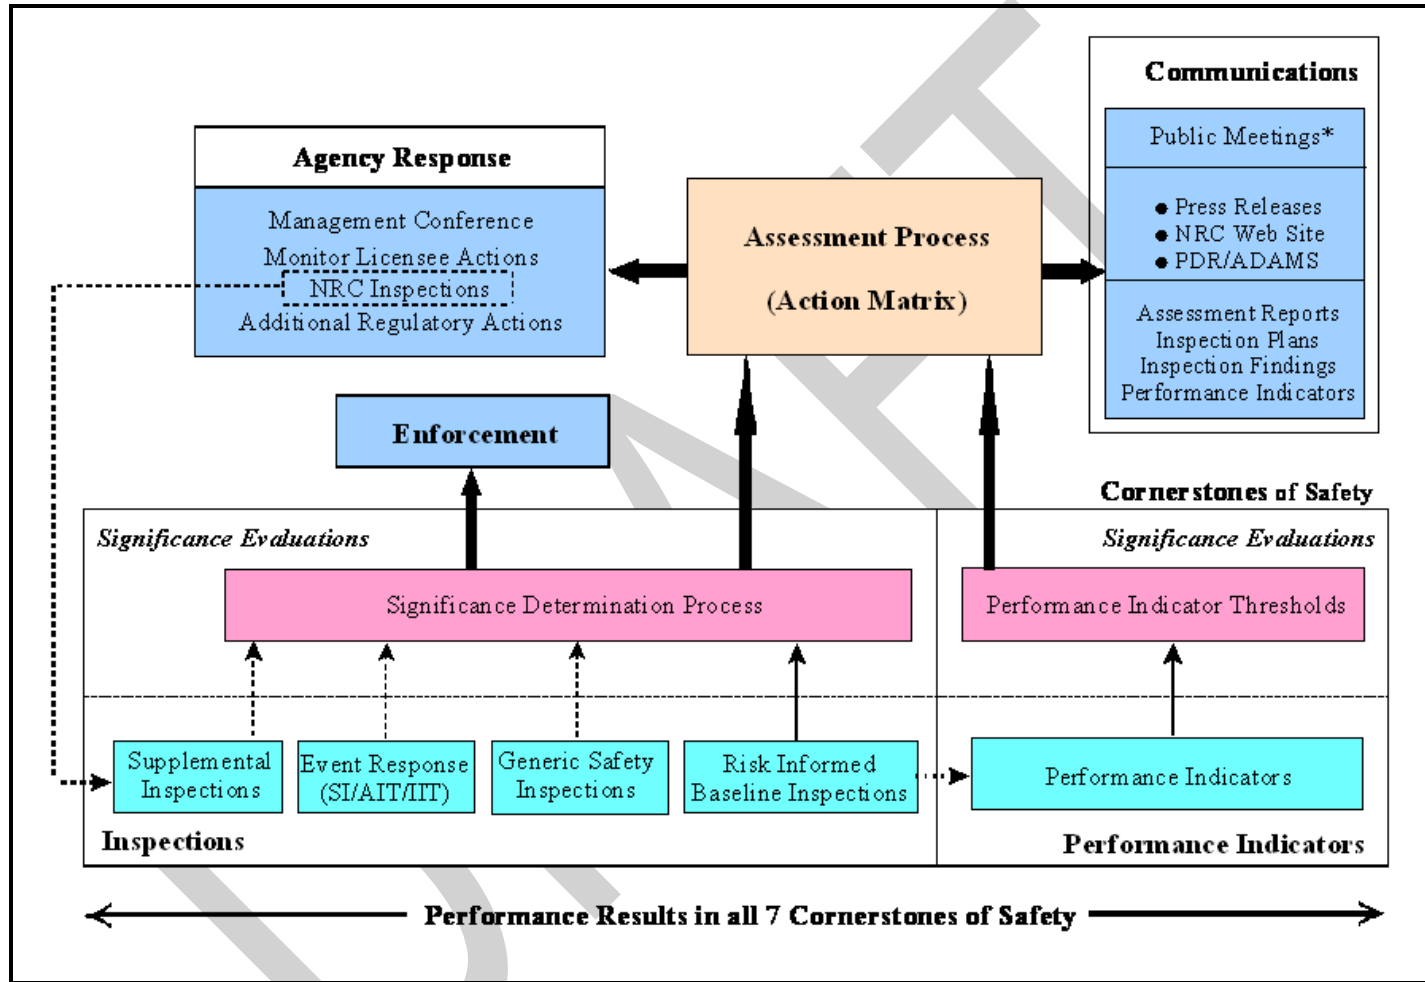 Communications
Public Meetings*
● Press Releases
● NRC Web Site
● PDR/ADAMS
Assessment Reports
Inspection Plans
Inspection Findings
Performance Indicators
Agency Response
Management Conference
Monitor Licensee Actions
NRC Inspections
Additional Regulatory Actions
Assessment Process
(Action Matrix)
Enforcement
Cornerstones of Safety
Significance Evaluations
Significance Evaluations
Significance Determination Process
Performance Indicator Thresholds
Supplemental
Inspections
Event Response
(SI/AIT/IIT)
Generic Safety
Inspections
Risk Informed
Baseline Inspections
Performance Indicators
Inspections
Performance Indicators
Performance Results in all 7 Cornerstones of Safety
DRAFT